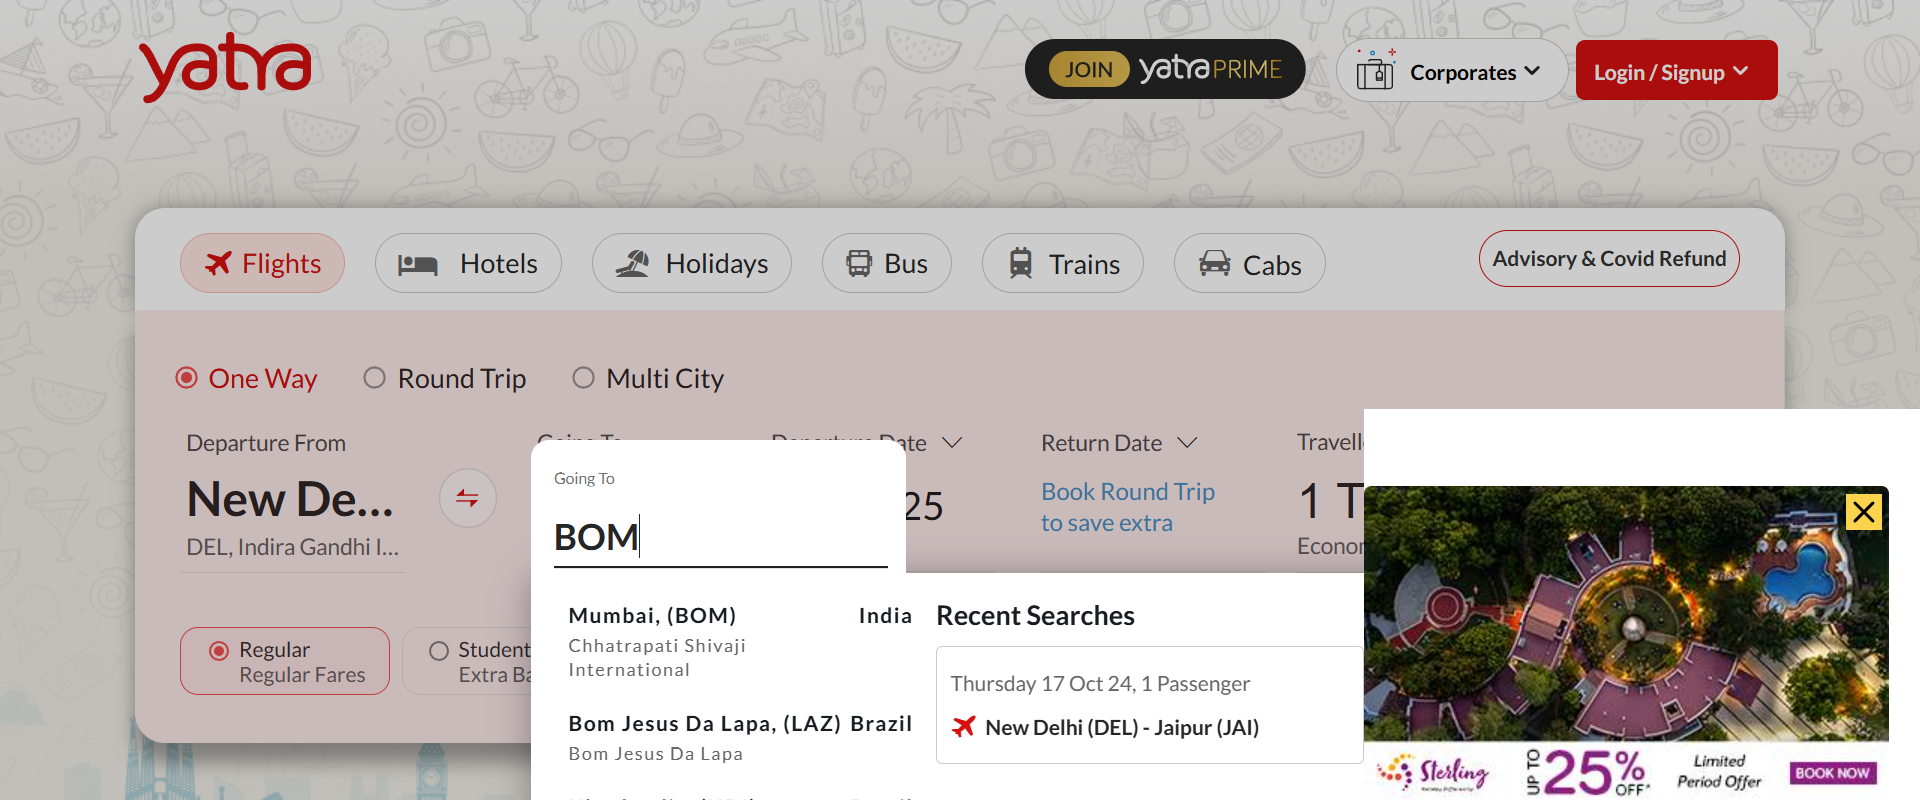 yatra
JOIN yatra PRIME
Corporates
Login / Signup
Flights
Hotels
Holidays
Bus
Trains
Cabs
Advisory & Covid Refund
One Way
Round Trip
Multi City
Departure From
New De...
DEL, Indira Gandhi I...
Going To
BOM
25
Return Date
Book Round Trip
to save extra
Travell
1 T
Econor
Regular
Regular Fares
Student
Extra Ba
Mumbai, (BOM) India
Chhatrapati Shivaji
International
Bom Jesus Da Lapa, (LAZ) Brazil
Bom Jesus Da Lapa
Recent Searches
Thursday 17 Oct 24, 1 Passenger
New Delhi (DEL) - Jaipur (JAI)
Sterling
UP TO
25%
OFF*
Limited
Period Offer
BOOK NOW